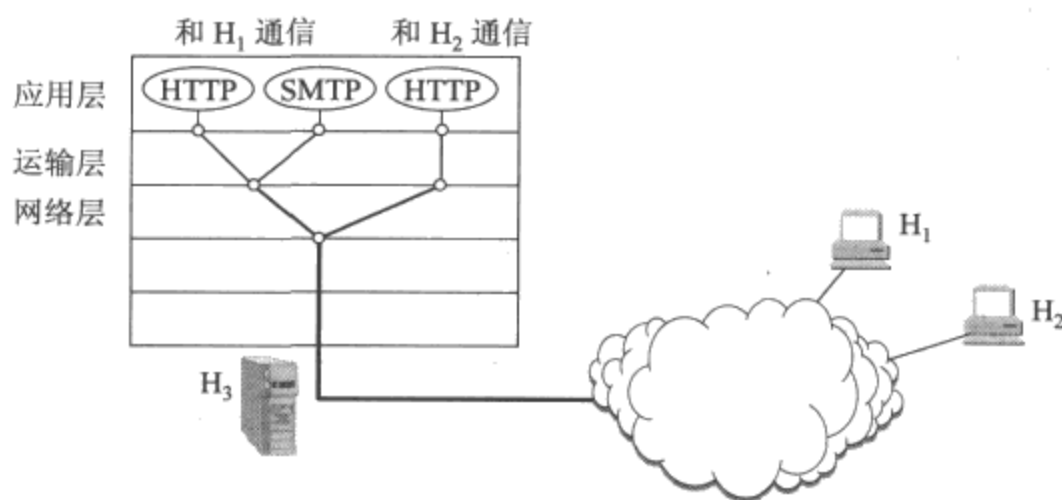 和 H₁ 通信 和 H₂ 通信
应用层 HTTP SMTP HTTP
运输层
网络层
H₁
H₂
H₃